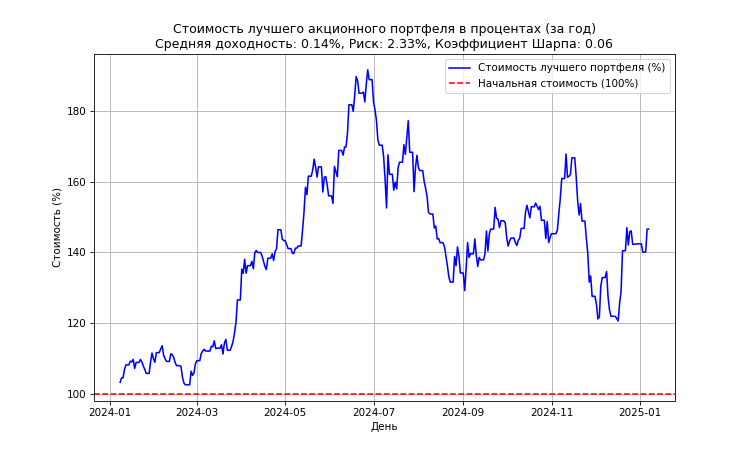 Стоимость лучшего акционного портфеля в процентах (за год)
Средняя доходность: 0.14%, Риск: 2.33%, Коэффициент Шарпа: 0.06
Стоимость лучшего портфеля (%)
Начальная стоимость (100%)
Стоимость (%)
180
160
140
120
100
2024-01
2024-03
2024-05
2024-07
2024-09
2024-11
2025-01
День